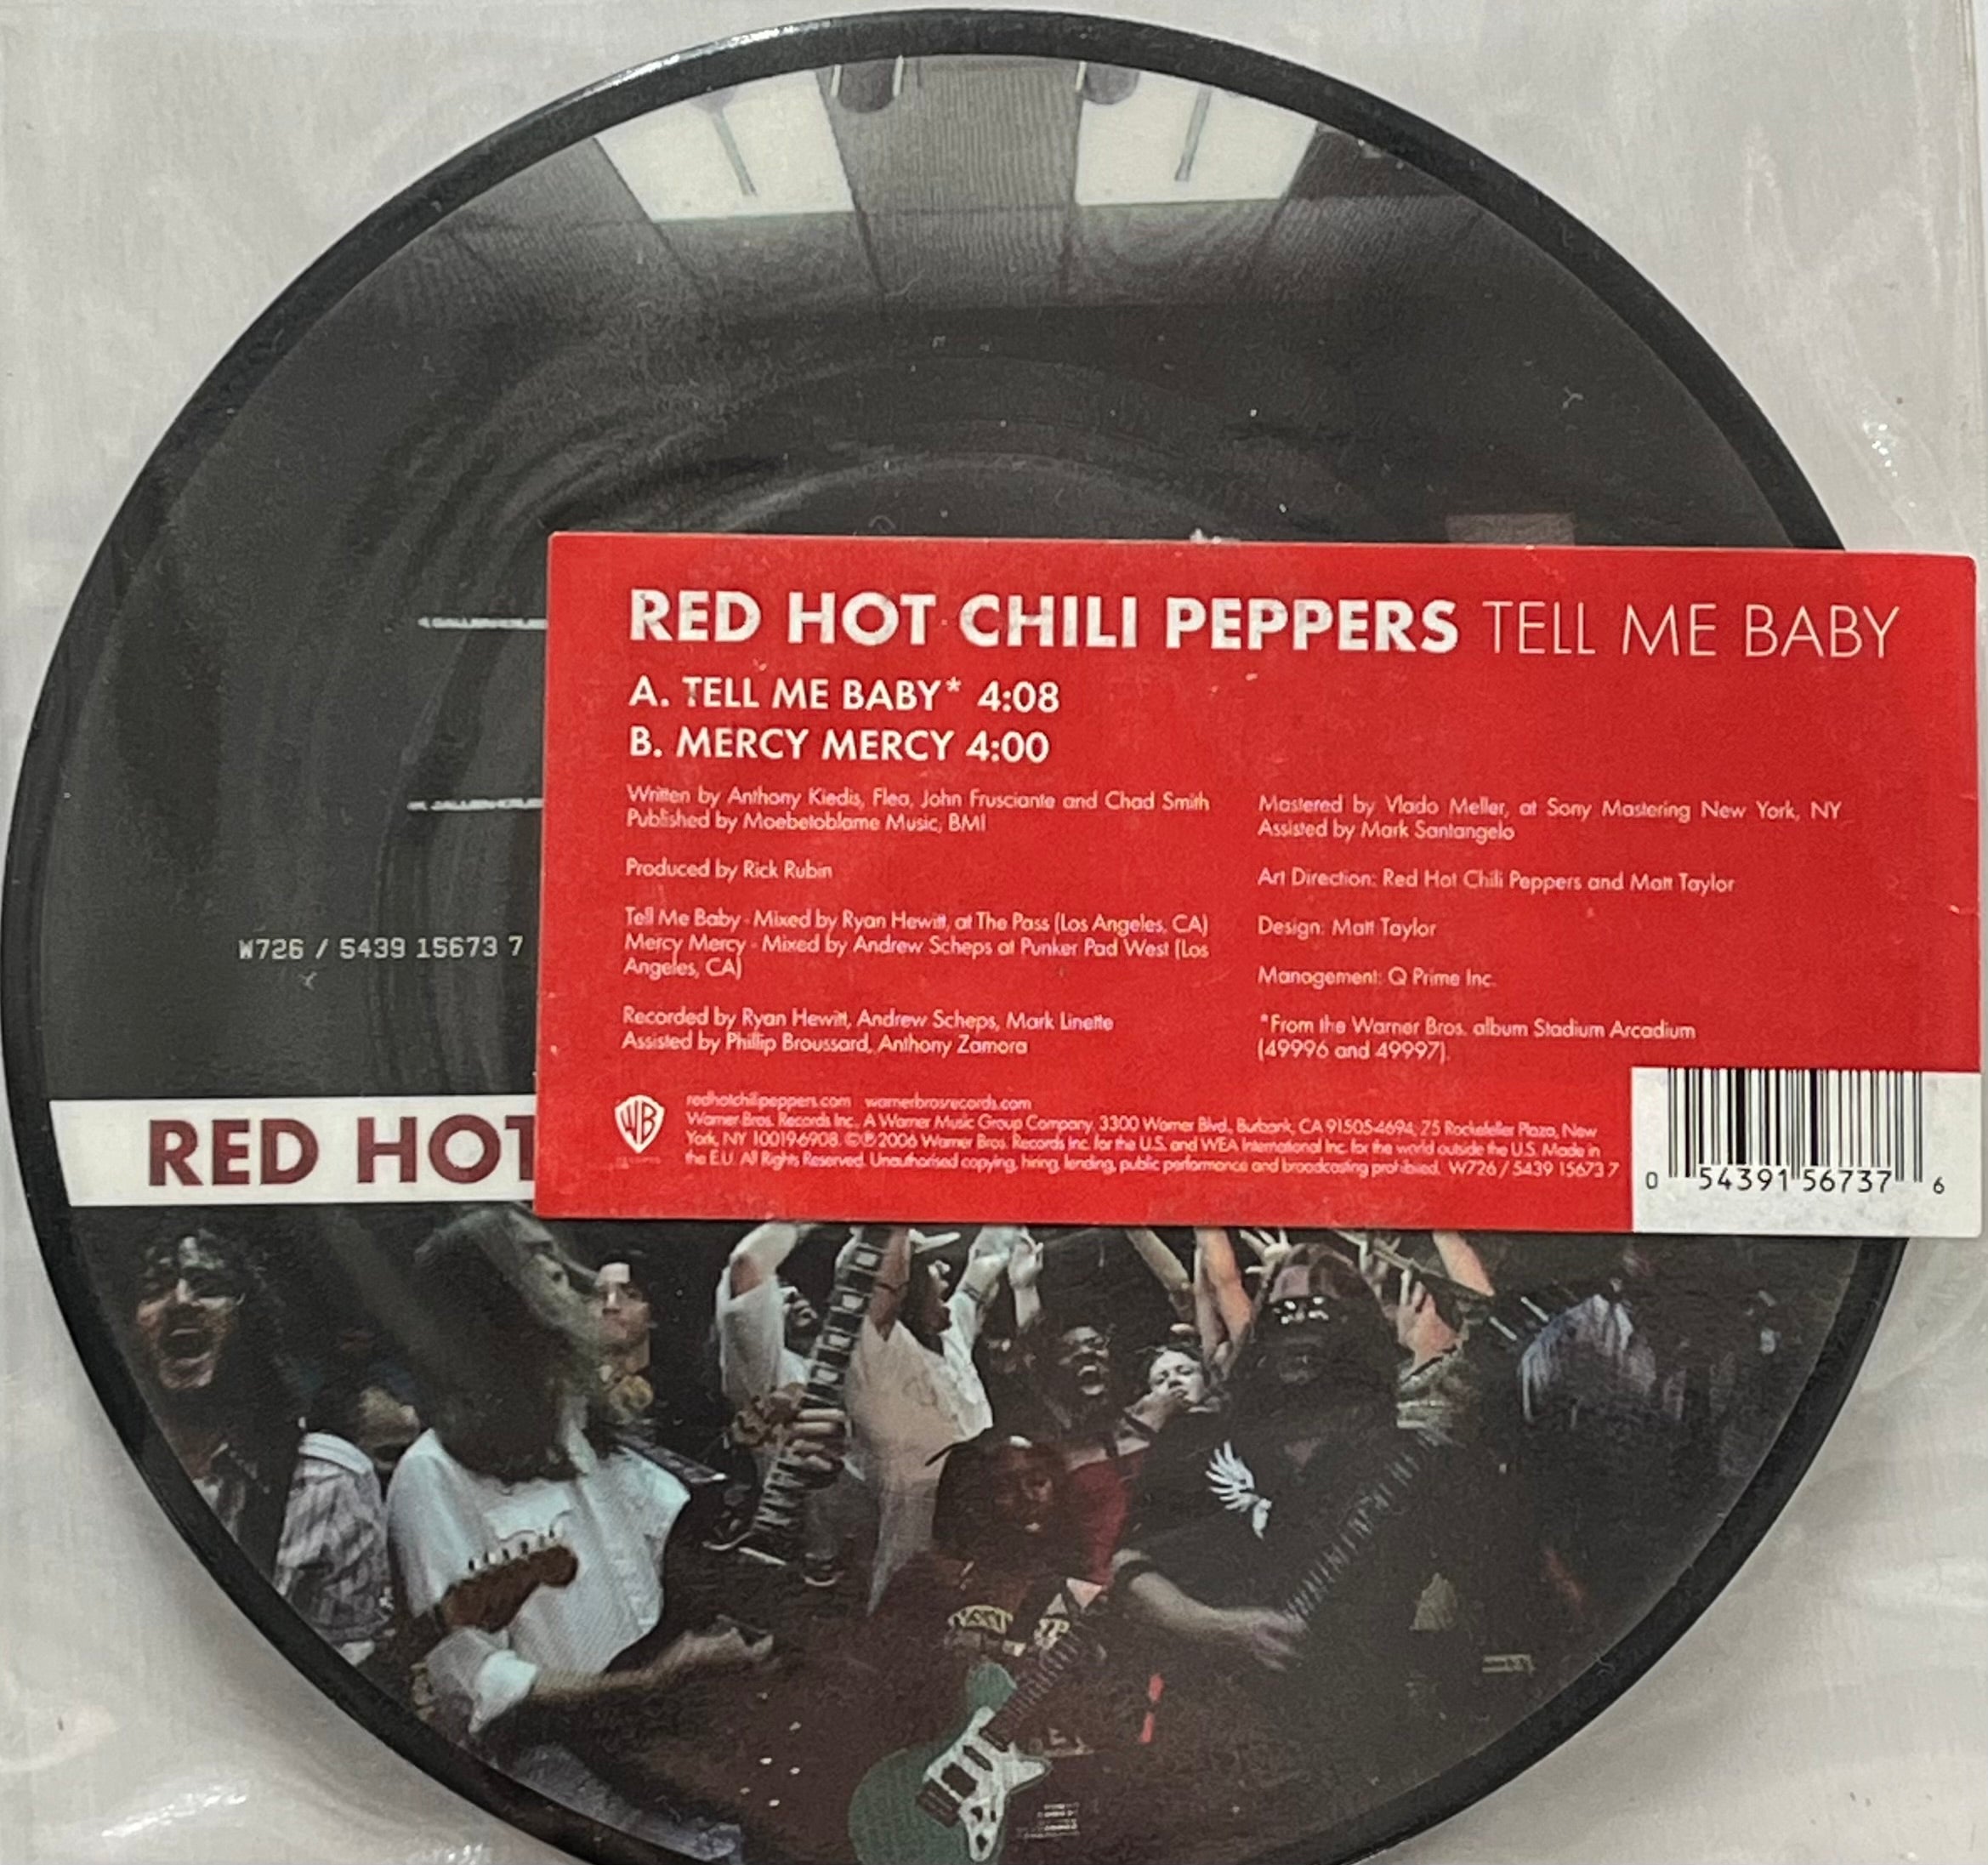 RED HOT CHILI PEPPERS TELL ME BABY
A. TELL ME BABY* 4:08
B. MERCY MERCY 4:00
Written by Anthony Kiedis, Flea, John Frusciante and Chad Smith
Published by Moebetoblame Music, BMI
Produced by Rick Rubin
Tell Me Baby - Mixed by Ryan Hewitt, at The Pass (Los Angeles, CA)
Mercy Mercy - Mixed by Andrew Scheps at Punker Pad West (Los
Angeles, CA)
Recorded by Ryan Hewitt, Andrew Scheps, Mark Linette
Assisted by Phillip Broussard, Anthony Zamora
Mastered by Vlado Meller, at Sony Mastering New York, NY
Assisted by Mark Santangelo
Art Direction: Red Hot Chili Peppers and Matt Taylor
Design: Matt Taylor
Management: Q Prime Inc.
*From the Warner Bros. album Stadium Arcadium
(49996 and 49997).
WB
redhotchilipeppers.com warnerbrosrecords.com
Warner Bros. Records Inc., A Warner Music Group Company, 3300 Warner Blvd., Burbank, CA 91505-4694, 75 Rockefeller Plaza, New
York, NY 10019-6908. ©℗ 2006 Warner Bros. Records Inc. for the U.S. and WEA International Inc. for the world outside the U.S. Made in
the E.U. All Rights Reserved. Unauthorised copying, hiring, lending, public performance and broadcasting prohibited. W726 / 5439 15673 7
0 54391 56737 6
W726 / 5439 15673 7
RED HOT